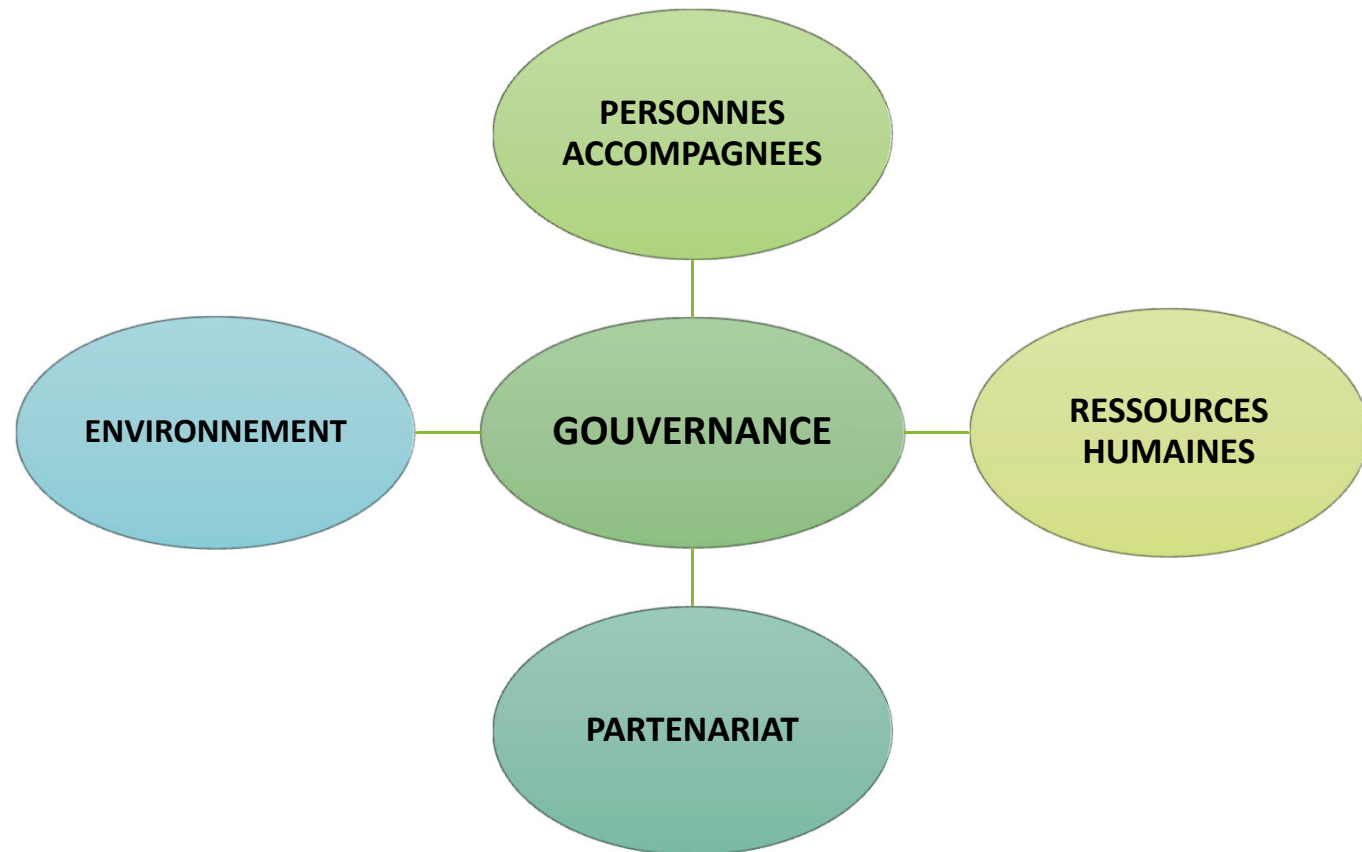 PERSONNES
ACCOMPAGNEES
ENVIRONNEMENT
GOUVERNANCE
RESSOURCES
HUMAINES
PARTENARIAT